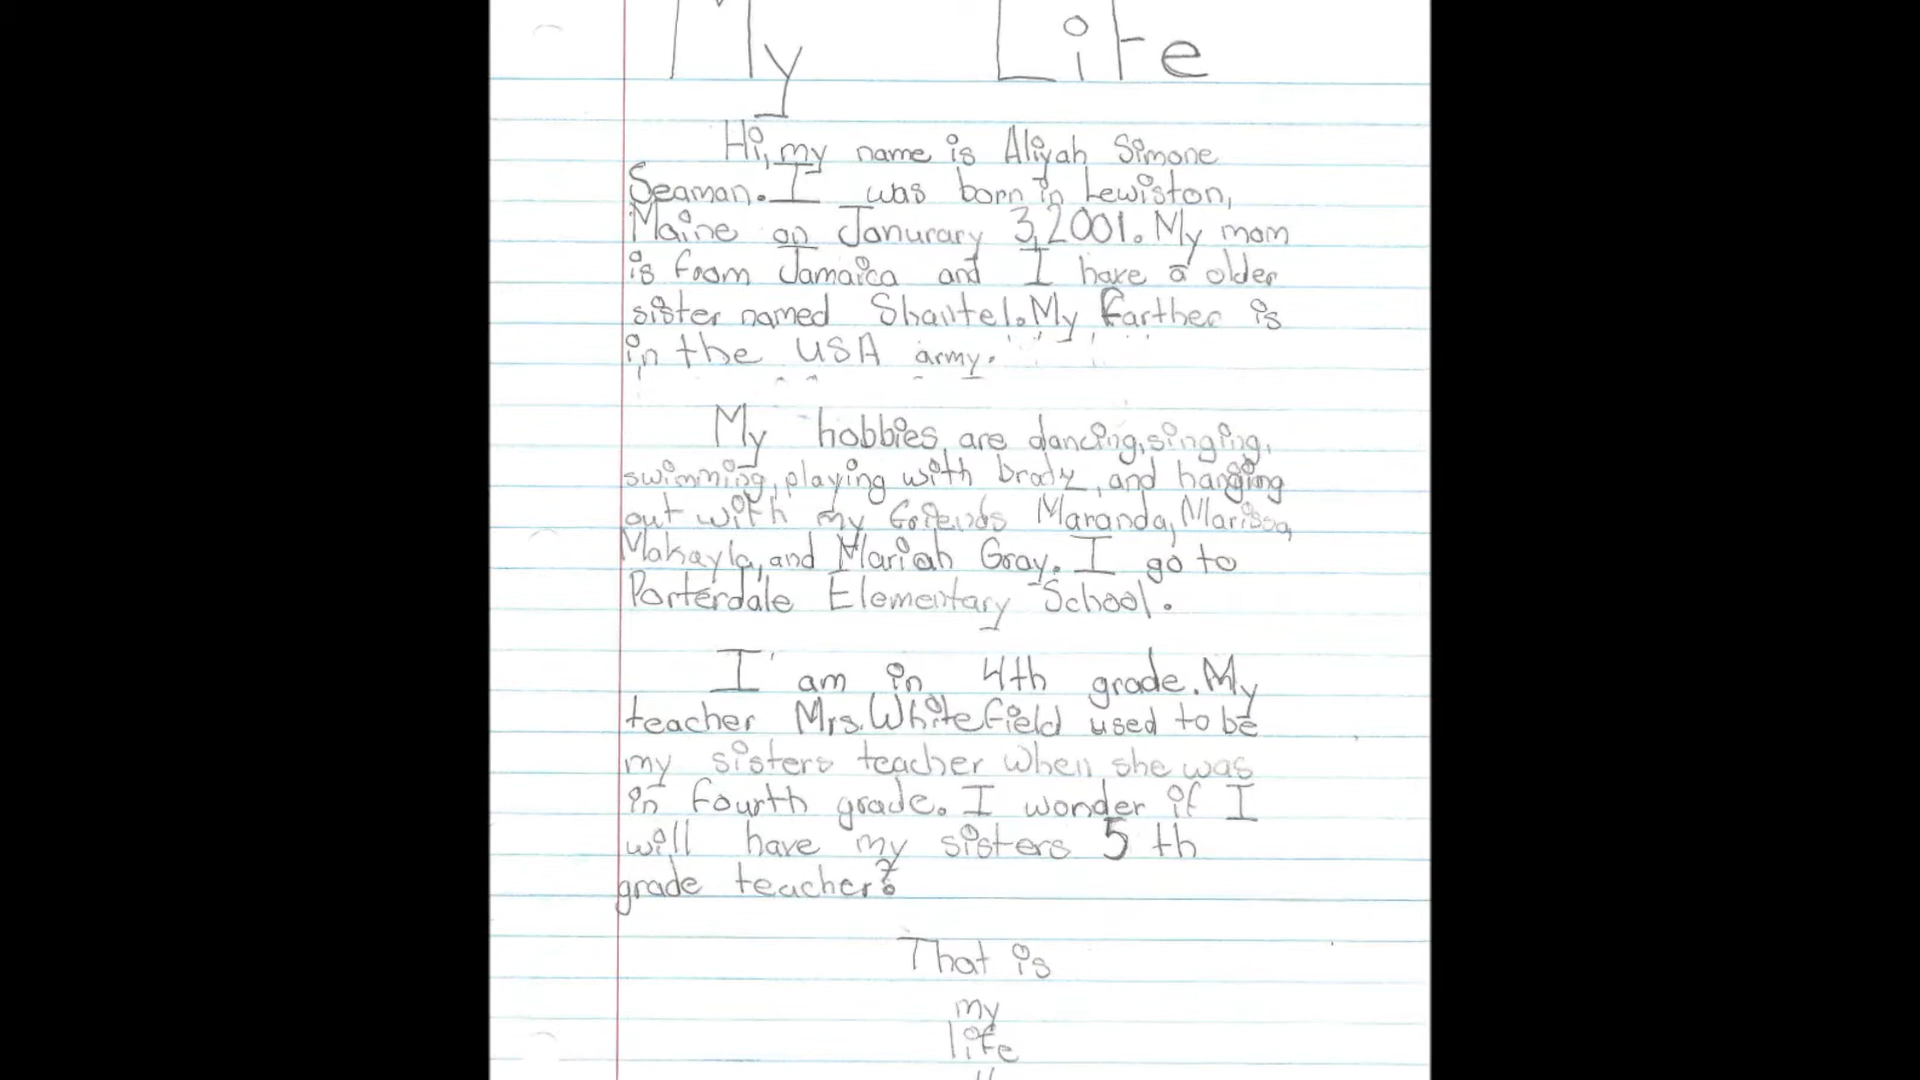 My Life
Hi, my name is Aliyah Simone
Seaman. I was born in Lewiston,
Maine on Janurary 3, 2001. My mom
is from Jamaica and I have a older
sister named Shantel. My farther is
in the USA army.
My hobbies are dancing, singing,
swimming, playing with brady, and hanging
out with my friends Maranda, Marissa,
Makayla, and Mariah Gray. I go to
Porterdale Elementary School.
I am in 4th grade. My
teacher Mrs. Whitefield used to be
my sisters teacher when she was
in fourth grade. I wonder if I
will have my sisters 5th
grade teacher?
That is
my
life